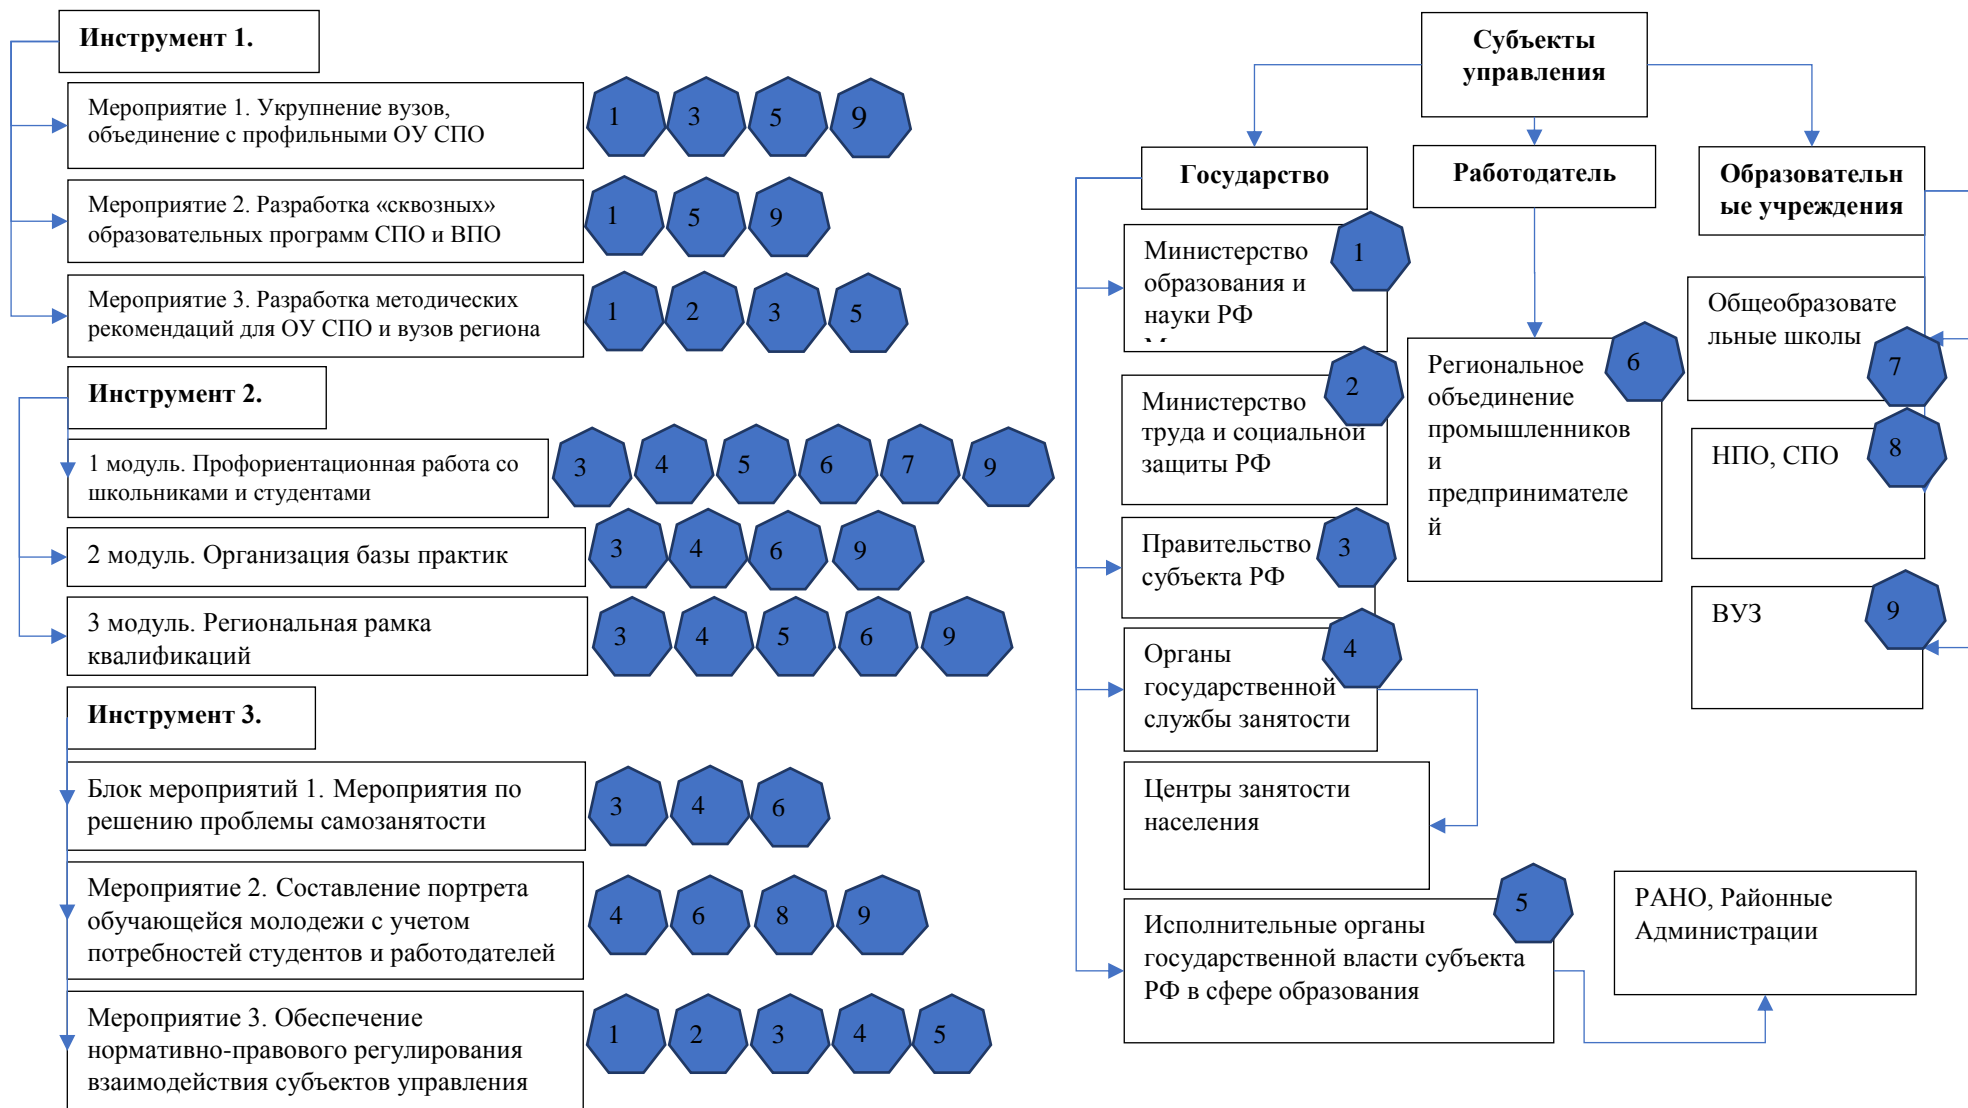 Инструмент 1.
Мероприятие 1. Укрупнение вузов,
объединение с профильными ОУ СПО
1 3 5 9
Мероприятие 2. Разработка «сквозных»
образовательных программ СПО и ВПО
1 5 9
Мероприятие 3. Разработка методических
рекомендаций для ОУ СПО и вузов региона
1 2 3 5
Инструмент 2.
1 модуль. Профориентационная работа со
школьниками и студентами
3 4 5 6 7 9
2 модуль. Организация базы практик
3 4 6 9
3 модуль. Региональная рамка
квалификаций
3 4 5 6 9
Инструмент 3.
Блок мероприятий 1. Мероприятия по
решению проблемы самозанятости
3 4 6
Мероприятие 2. Составление портрета
обучающейся молодежи с учетом
потребностей студентов и работодателей
4 6 8 9
Мероприятие 3. Обеспечение
нормативно-правового регулирования
взаимодействия субъектов управления
1 2 3 4 5
Субъекты
управления
Государство
Министерство
образования и
науки РФ
1
Министерство
труда и социальной
защиты РФ
2
Правительство
субъекта РФ
3
Органы
государственной
службы занятости
4
Центры занятости
населения
Исполнительные органы
государственной власти субъекта
РФ в сфере образования
5
РАНО, Районные
Администрации
Работодатель
Региональное
объединение
промышленников
и
предпринимателе
й
6
Образовательн
ые учреждения
Общеобразовате
льные школы
7
НПО, СПО
8
ВУЗ
9